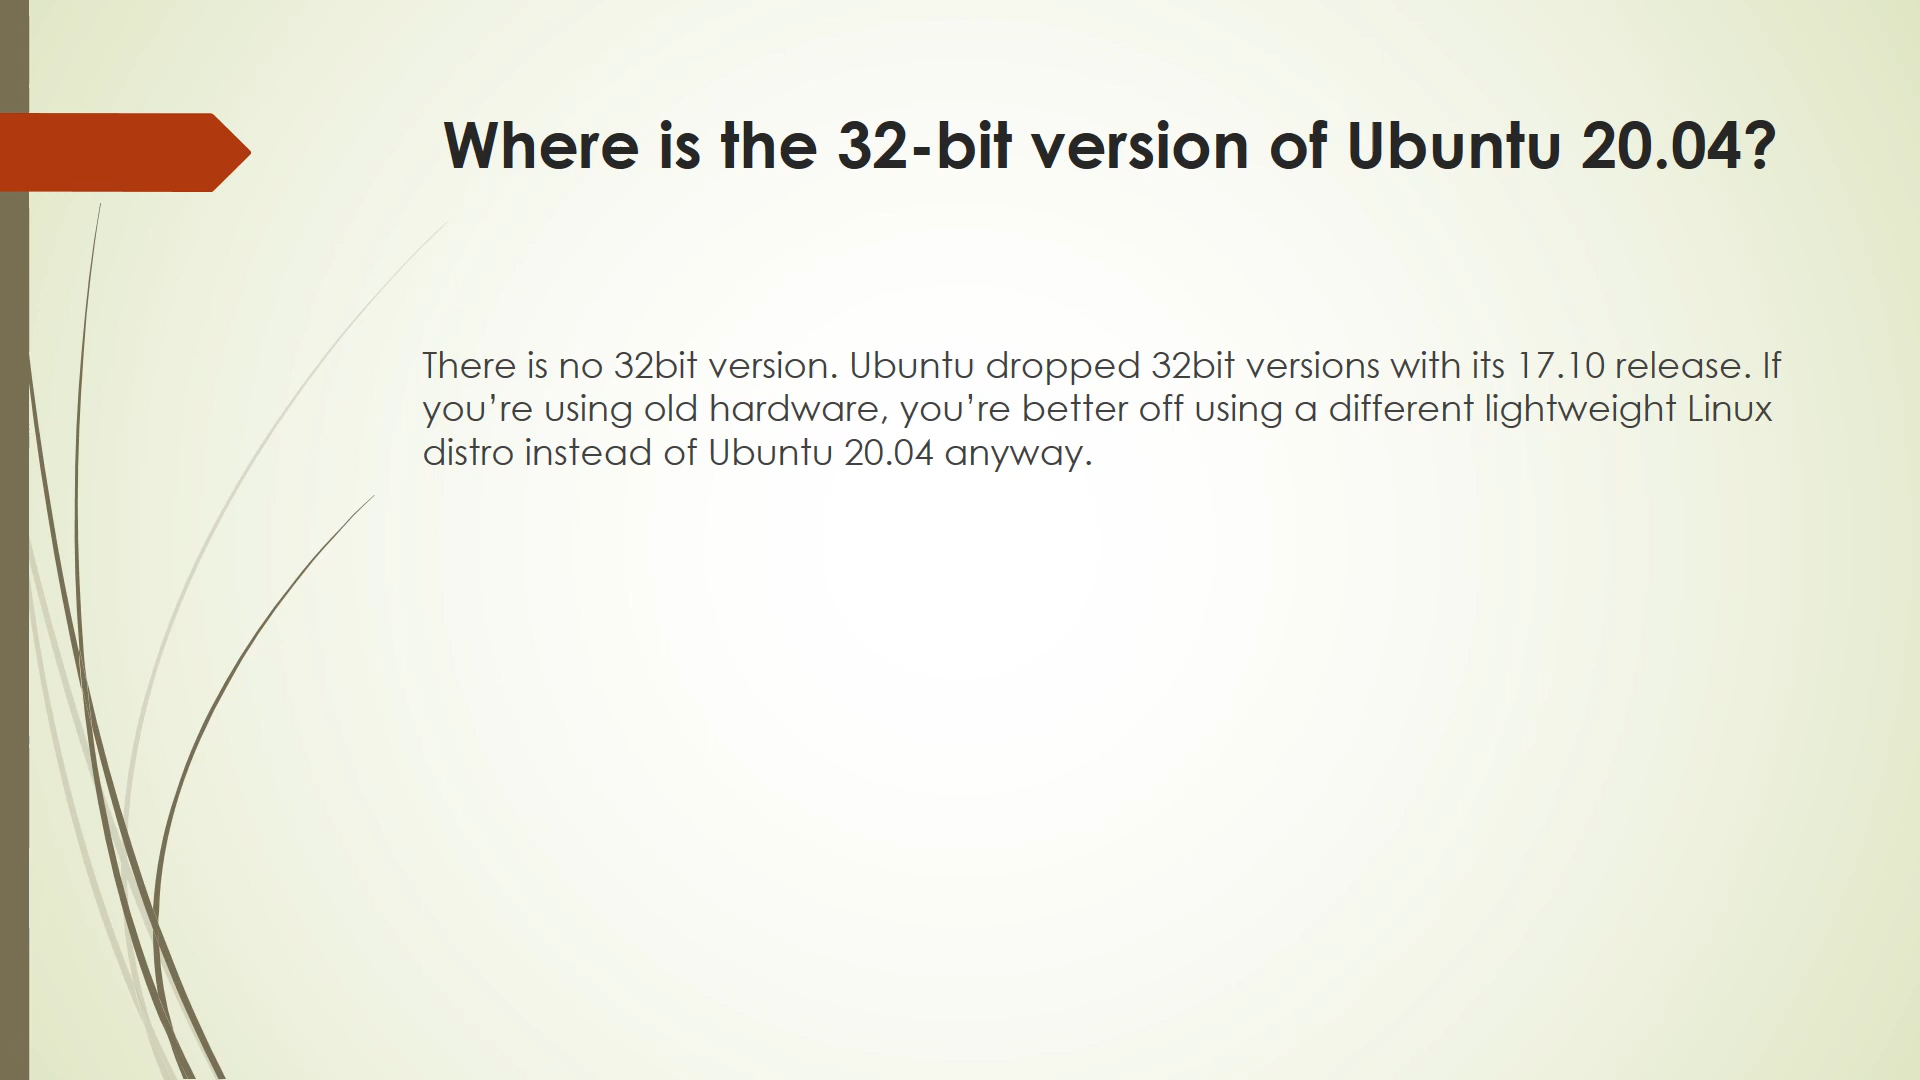 Where is the 32-bit version of Ubuntu 20.04?
There is no 32bit version. Ubuntu dropped 32bit versions with its 17.10 release. If
you’re using old hardware, you’re better off using a different lightweight Linux
distro instead of Ubuntu 20.04 anyway.